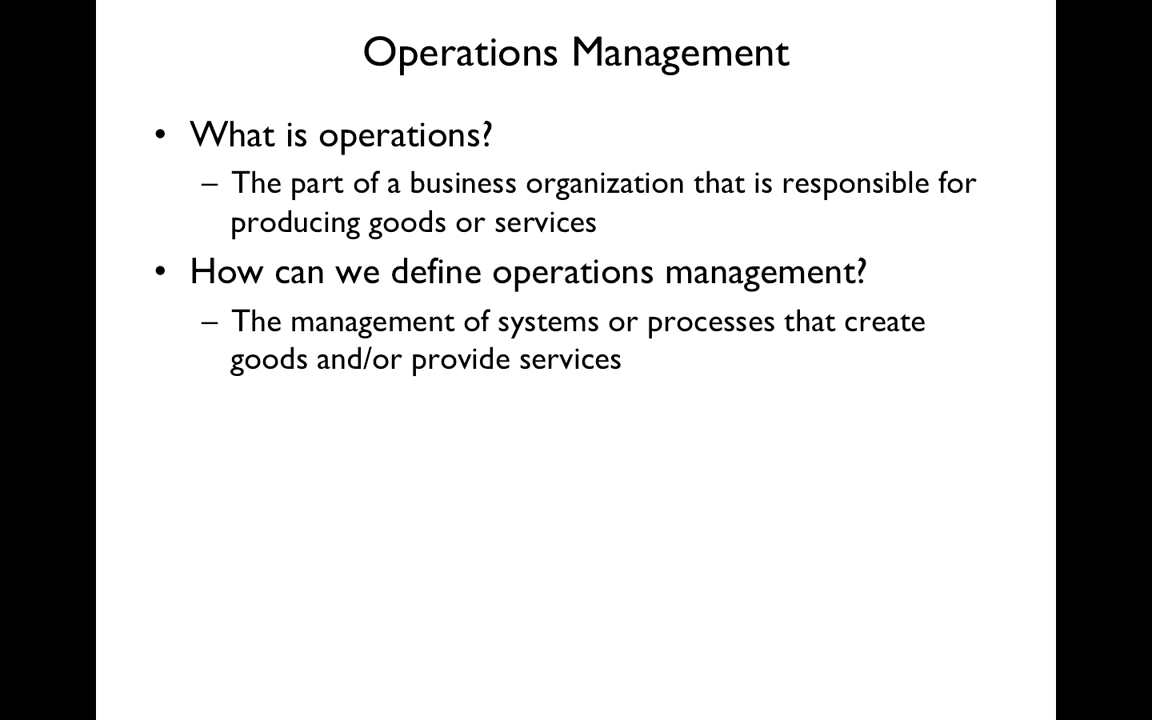 Operations Management
• What is operations?
– The part of a business organization that is responsible for
producing goods or services
• How can we define operations management?
– The management of systems or processes that create
goods and/or provide services